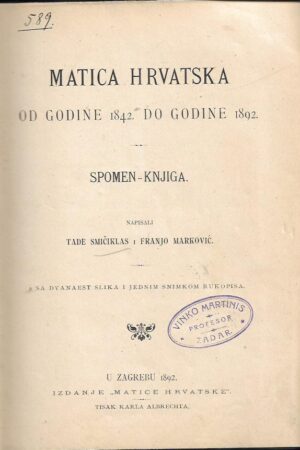 589.
MATICA HRVATSKA
OD GODINE 1842. DO GODINE 1892.
SPOMEN-KNJIGA.
NAPISALI
TADE SMIČIKLAS I FRANJO MARKOVIĆ.
SA DVANAEST SLIKA I JEDNIM SNIMKOM RUKOPISA.
VINKO MARTINIS
PROFESOR
ZADAR.
U ZAGREBU 1892.
IZDANJE „MATICE HRVATSKE“.
TISAK KARLA ALBRECHTA.